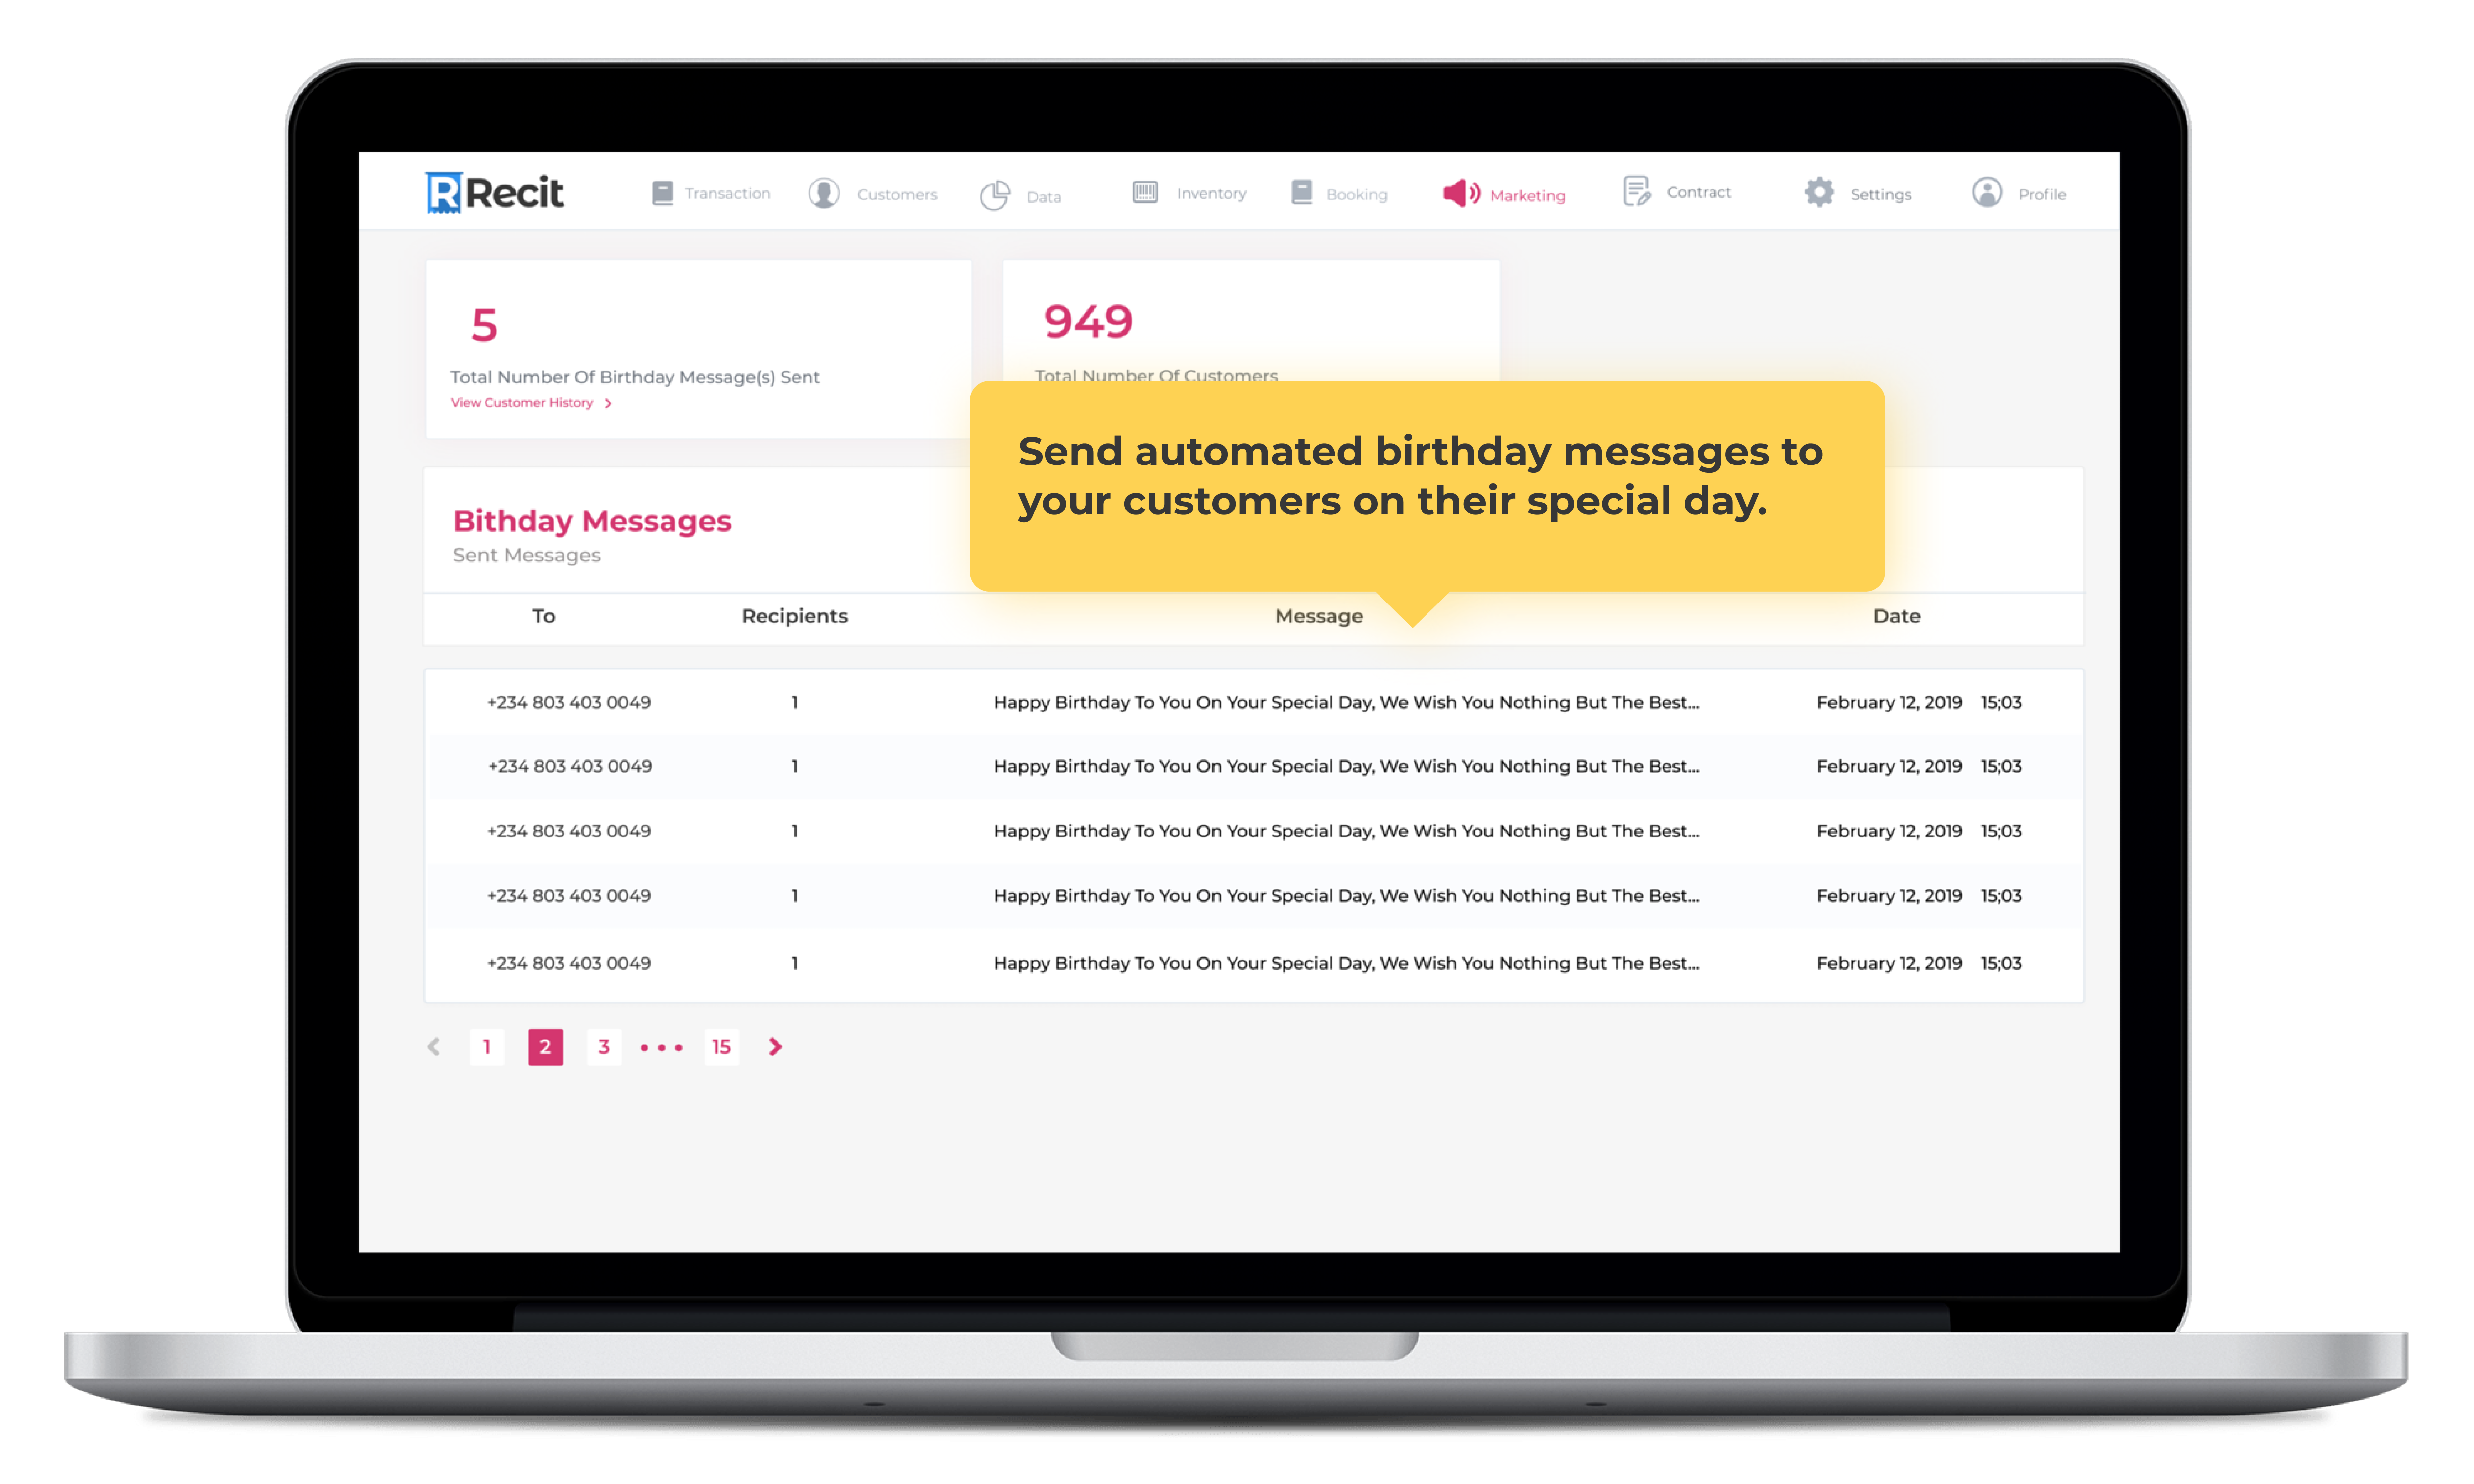 Recit
Transaction Customers Data Inventory Booking Marketing Contract Settings Profile
5
Total Number Of Birthday Message(s) Sent
View Customer History >
949
Total Number Of Customers
Send automated birthday messages to
your customers on their special day.
Bithday Messages
Sent Messages
To Recipients Message Date
+234 803 403 0049 1 Happy Birthday To You On Your Special Day, We Wish You Nothing But The Best... February 12, 2019 15;03
+234 803 403 0049 1 Happy Birthday To You On Your Special Day, We Wish You Nothing But The Best... February 12, 2019 15;03
+234 803 403 0049 1 Happy Birthday To You On Your Special Day, We Wish You Nothing But The Best... February 12, 2019 15;03
+234 803 403 0049 1 Happy Birthday To You On Your Special Day, We Wish You Nothing But The Best... February 12, 2019 15;03
+234 803 403 0049 1 Happy Birthday To You On Your Special Day, We Wish You Nothing But The Best... February 12, 2019 15;03
< 1 2 3 ••• 15 >